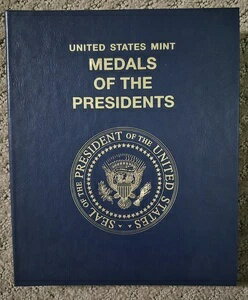 UNITED STATES MINT
MEDALS
OF THE
PRESIDENTS
SEAL OF THE PRESIDENT OF THE UNITED STATES